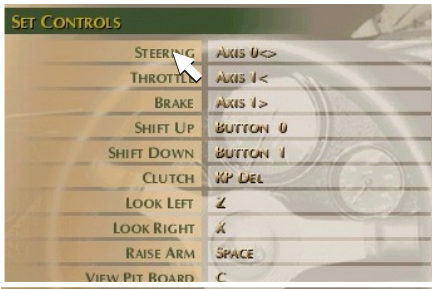 SET CONTROLS
STEERING AXIS 0<>
THROTTLE AXIS 1<
BRAKE AXIS 1>
SHIFT UP BUTTON 0
SHIFT DOWN BUTTON 1
CLUTCH KP DEL
LOOK LEFT Z
LOOK RIGHT X
RAISE ARM SPACE
VIEW PIT BOARD C